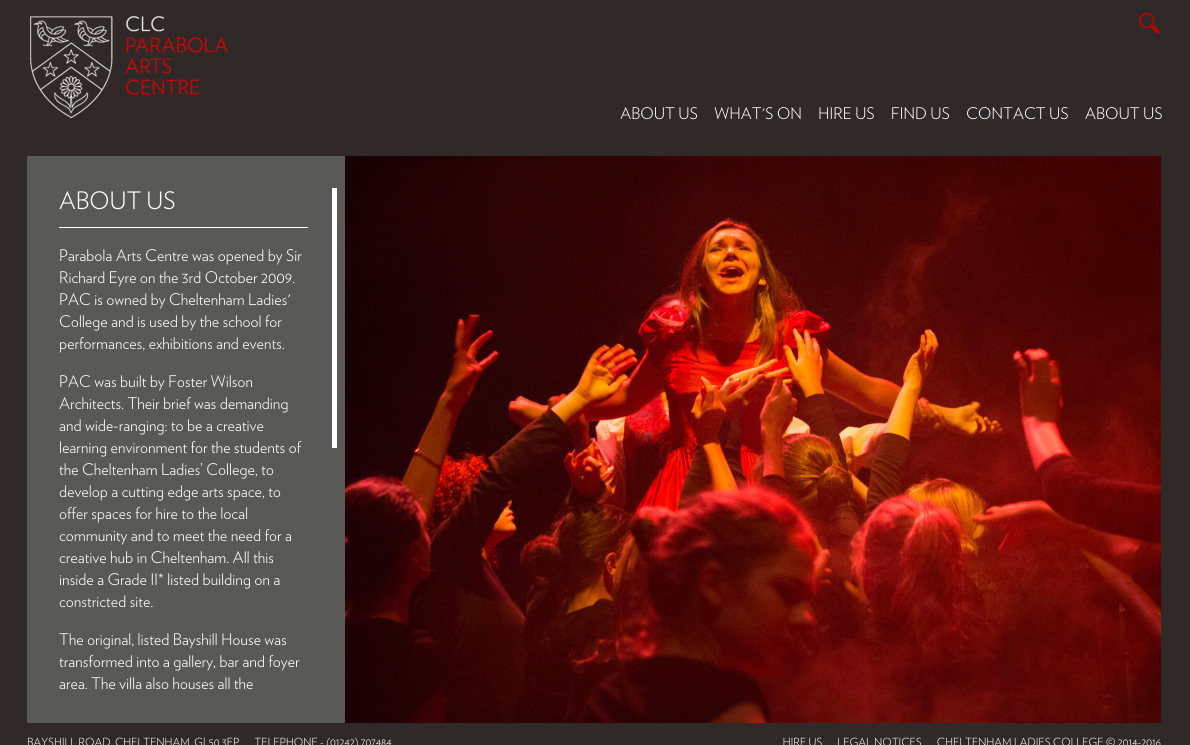 CLC
PARABOLA
ARTS
CENTRE
ABOUT US WHAT'S ON HIRE US FIND US CONTACT US ABOUT US
ABOUT US
Parabola Arts Centre was opened by Sir
Richard Eyre on the 3rd October 2009.
PAC is owned by Cheltenham Ladies'
College and is used by the school for
performances, exhibitions and events.
PAC was built by Foster Wilson
Architects. Their brief was demanding
and wide-ranging: to be a creative
learning environment for the students of
the Cheltenham Ladies' College, to
develop a cutting edge arts space, to
offer spaces for hire to the local
community and to meet the need for a
creative hub in Cheltenham. All this
inside a Grade II* listed building on a
constricted site.
The original, listed Bayshill House was
transformed into a gallery, bar and foyer
area. The villa also houses all the
BAYSHILL ROAD, CHELTENHAM, GL50 3EP TELEPHONE - (01242) 707484
HIRE US LEGAL NOTICES CHELTENHAM LADIES COLLEGE © 2014-2016